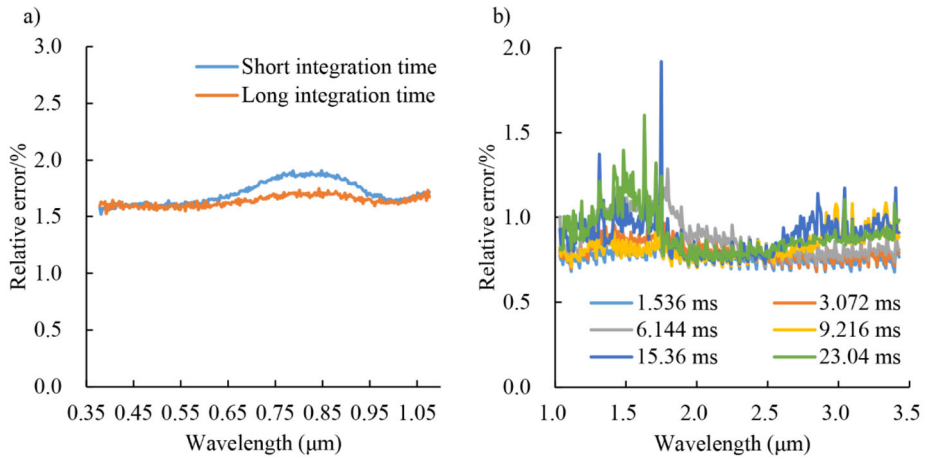 a)
3.0
2.5
2.0
1.5
1.0
0.5
0.0
Relative error/%
Short integration time
Long integration time
0.35 0.45 0.55 0.65 0.75 0.85 0.95 1.05
Wavelength (μm)
b)
2.0
1.5
1.0
0.5
0.0
Relative error/%
1.536 ms 3.072 ms
6.144 ms 9.216 ms
15.36 ms 23.04 ms
1.0 1.5 2.0 2.5 3.0 3.5
Wavelength (μm)